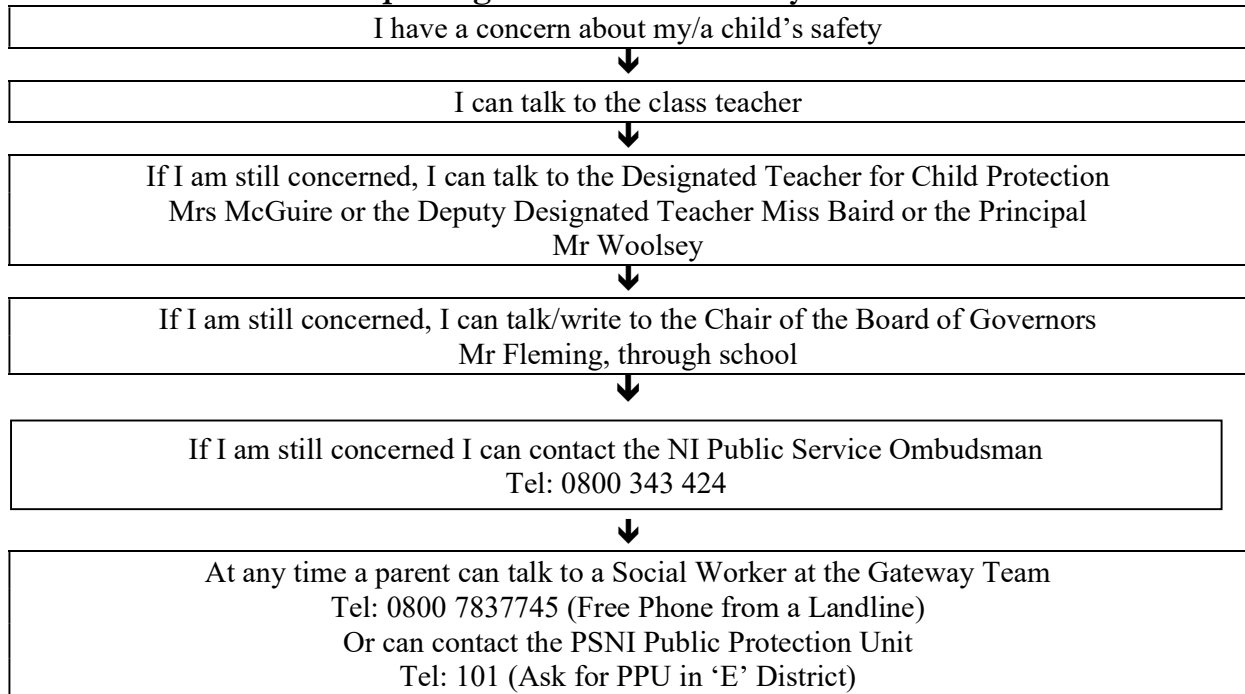 I have a concern about my/a child’s safety
I can talk to the class teacher
If I am still concerned, I can talk to the Designated Teacher for Child Protection
Mrs McGuire or the Deputy Designated Teacher Miss Baird or the Principal
Mr Woolsey
If I am still concerned, I can talk/write to the Chair of the Board of Governors
Mr Fleming, through school
If I am still concerned I can contact the NI Public Service Ombudsman
Tel: 0800 343 424
At any time a parent can talk to a Social Worker at the Gateway Team
Tel: 0800 7837745 (Free Phone from a Landline)
Or can contact the PSNI Public Protection Unit
Tel: 101 (Ask for PPU in ‘E’ District)